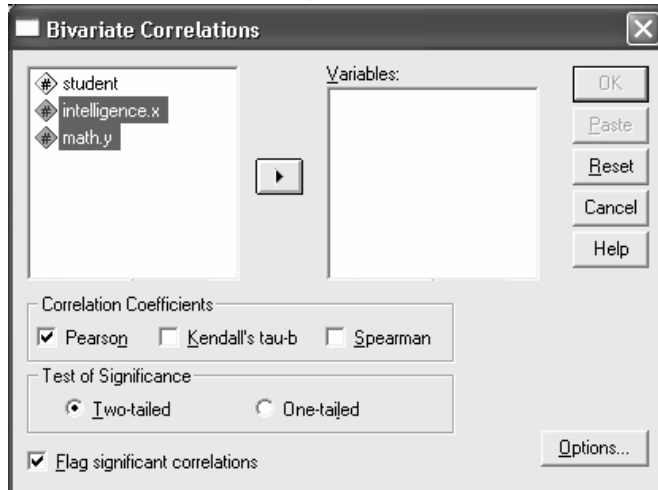 Bivariate Correlations
student
intelligence.x
math.y
Variables:
OK
Paste
Reset
Cancel
Help
Correlation Coefficients
Pearson Kendall's tau-b Spearman
Test of Significance
Two-tailed One-tailed
Flag significant correlations
Options...